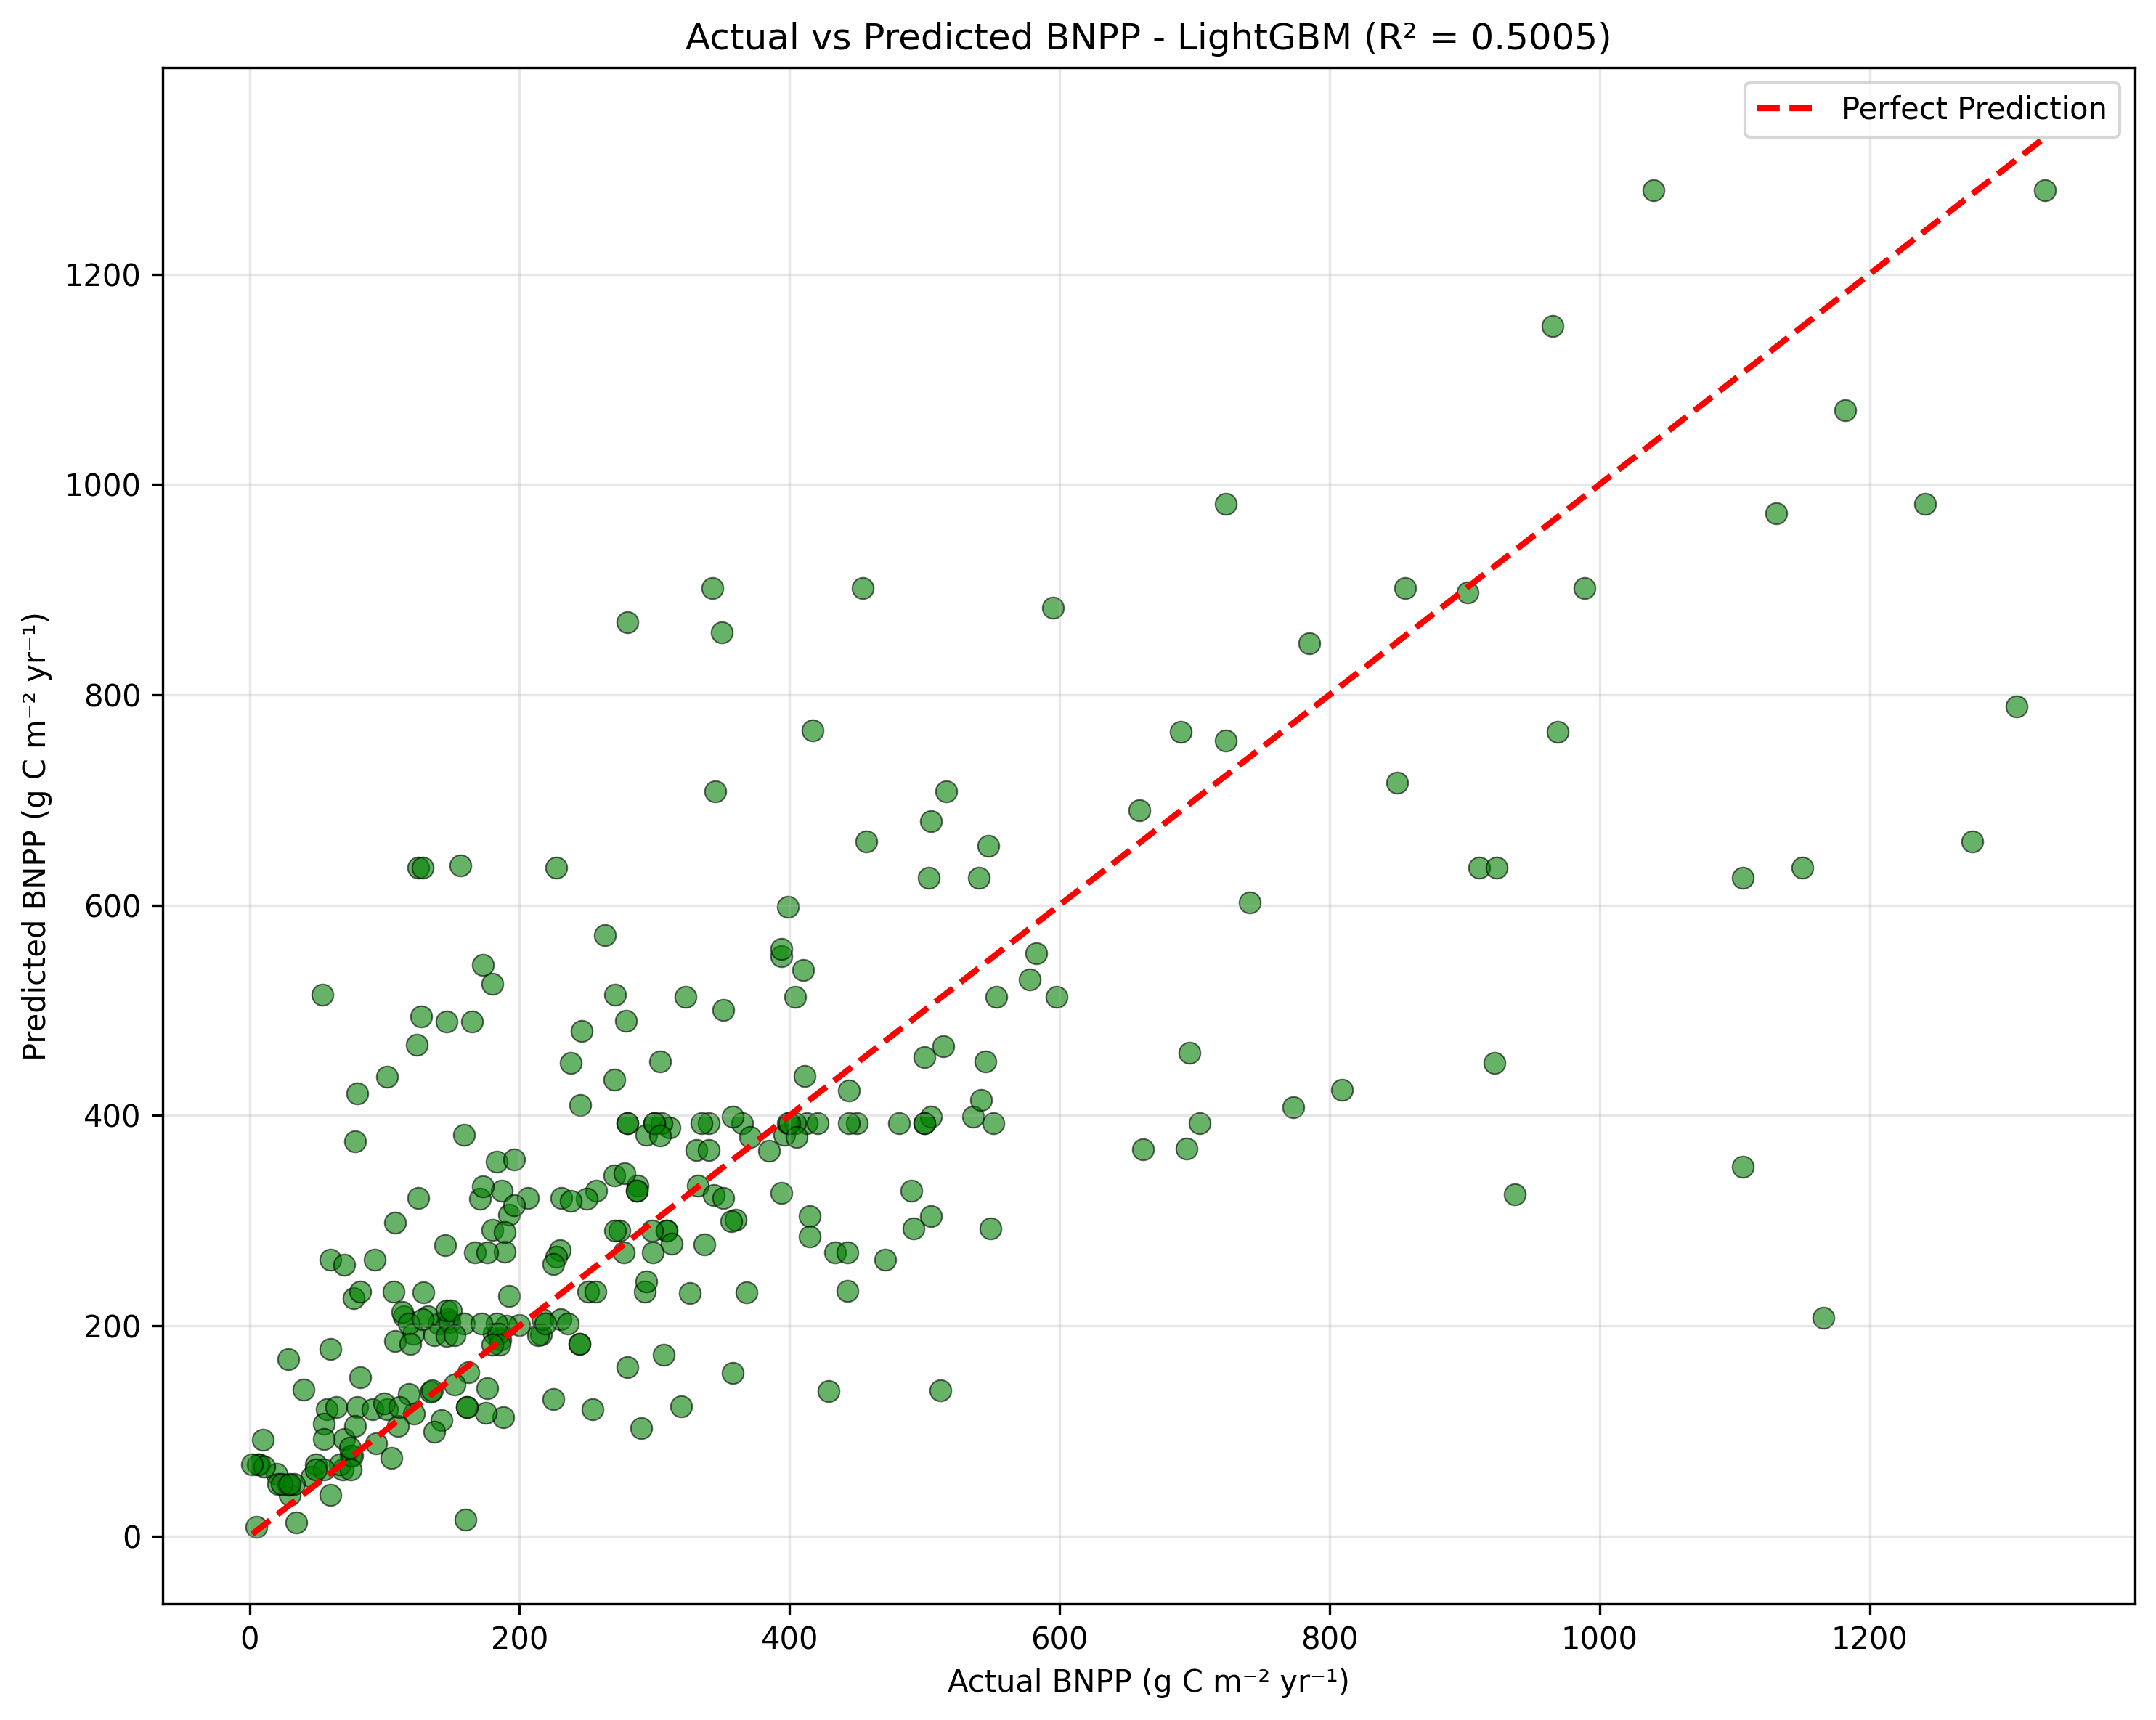 Actual vs Predicted BNPP - LightGBM (R² = 0.5005)
Perfect Prediction
Predicted BNPP (g C m⁻² yr⁻¹)
1200
1000
800
600
400
200
0
0 200 400 600 800 1000 1200
Actual BNPP (g C m⁻² yr⁻¹)